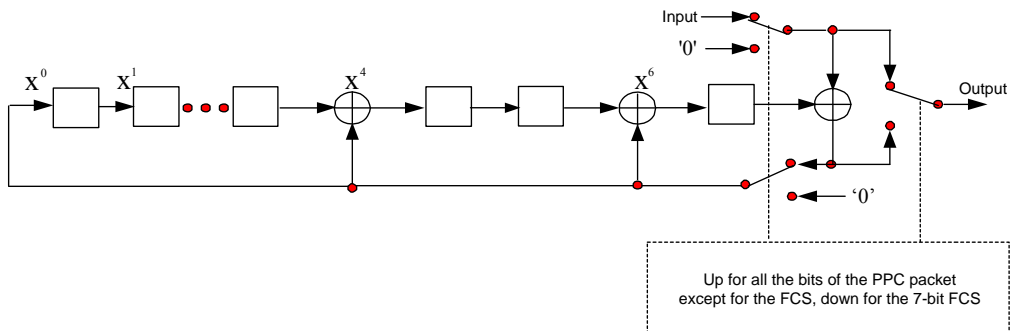 Input
'0'
X0
X1
X4
X6
Output
‘0’
Up for all the bits of the PPC packet
except for the FCS, down for the 7-bit FCS